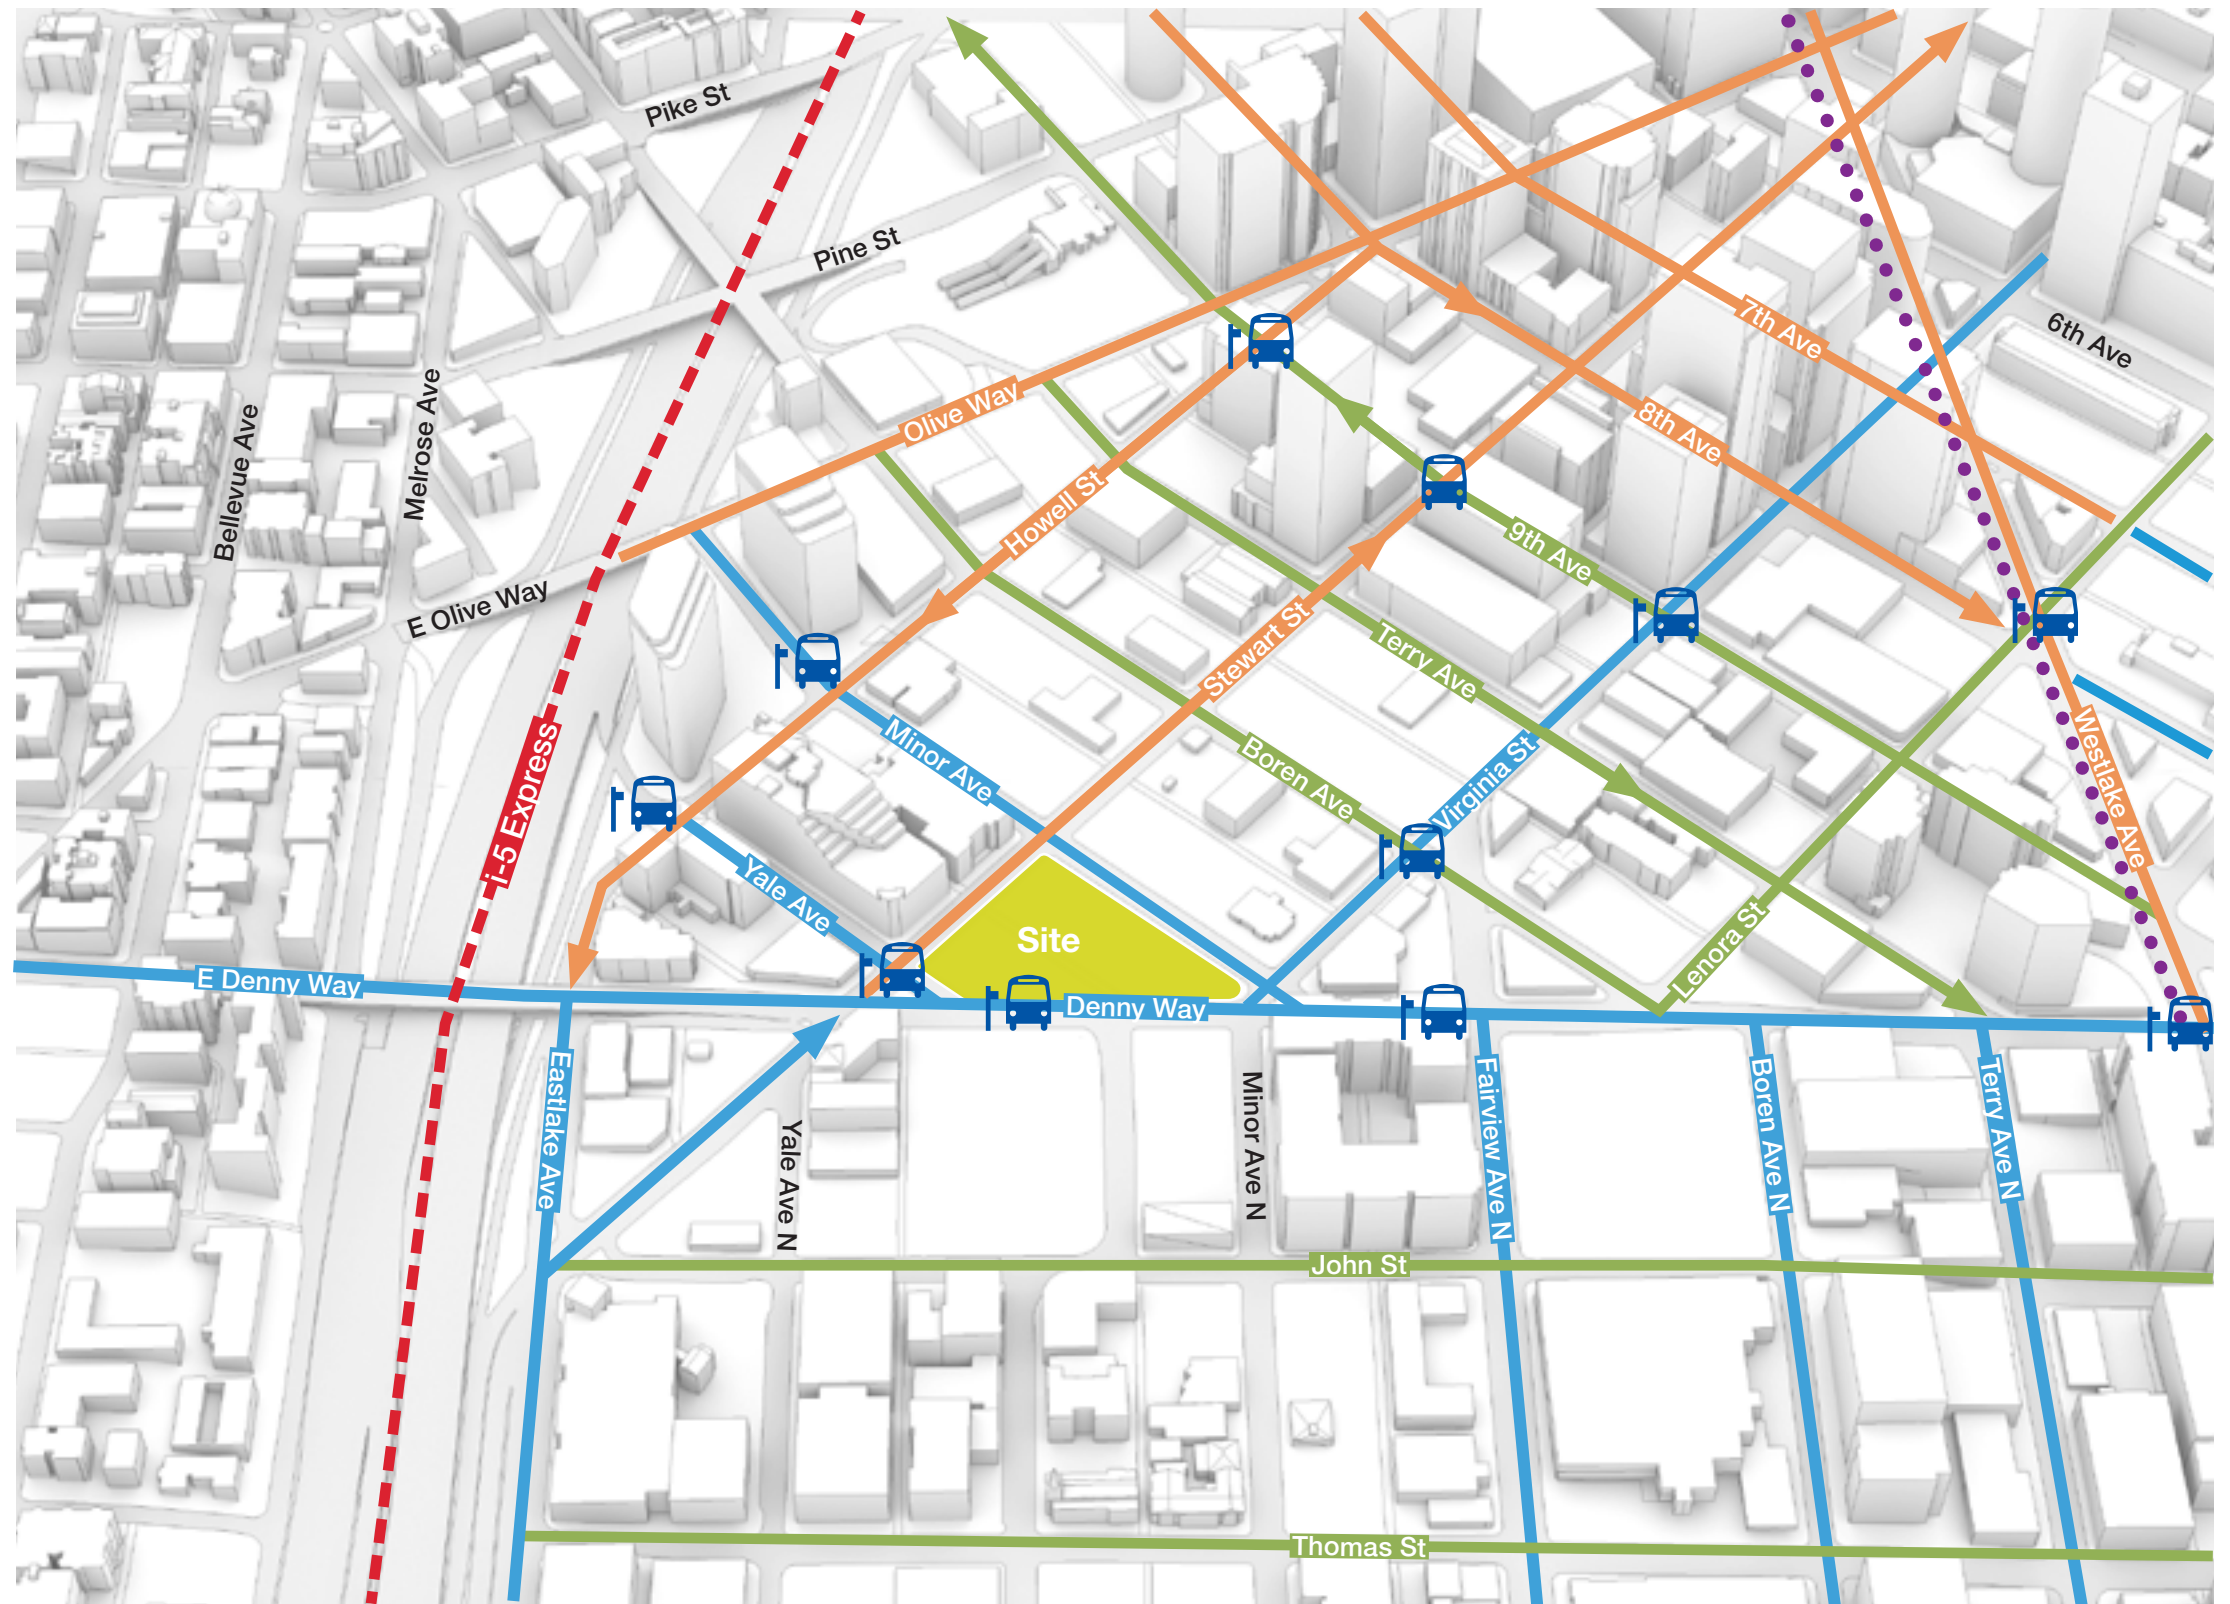 Pike St
Pine St
6th Ave
7th Ave
8th Ave
Olive Way
Melrose Ave
Bellevue Ave
Howell St
9th Ave
E Olive Way
Stewart St
Terry Ave
Minor Ave
Boren Ave
Virginia St
Westlake Ave
i-5 Express
Yale Ave
Site
Lenora St
E Denny Way
Denny Way
Eastlake Ave
Yale Ave N
Minor Ave N
Fairview Ave N
Boren Ave N
Terry Ave N
John St
Thomas St